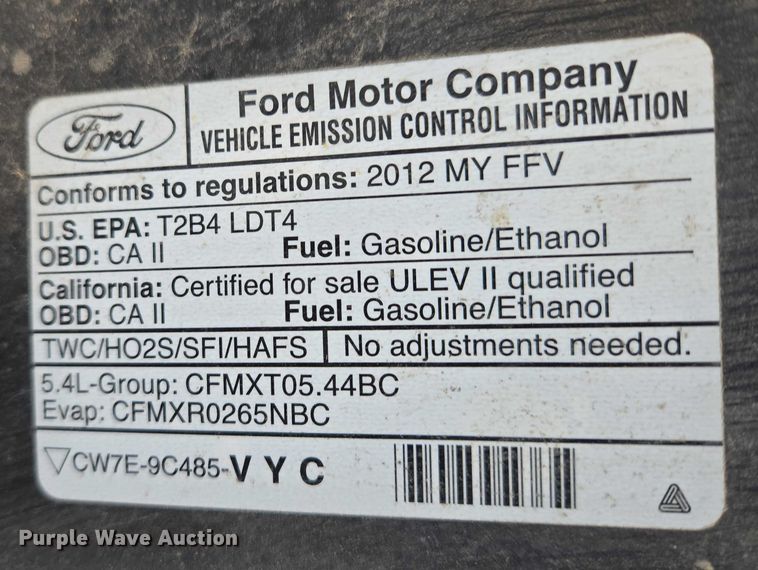 Ford
Ford Motor Company
VEHICLE EMISSION CONTROL INFORMATION
Conforms to regulations: 2012 MY FFV
U.S. EPA: T2B4 LDT4
OBD: CA II Fuel: Gasoline/Ethanol
California: Certified for sale ULEV II qualified
OBD: CA II Fuel: Gasoline/Ethanol
TWC/HO2S/SFI/HAFS No adjustments needed.
5.4L-Group: CFMXT05.44BC
Evap: CFMXR0265NBC
▽CW7E-9C485-V Y C
Purple Wave Auction